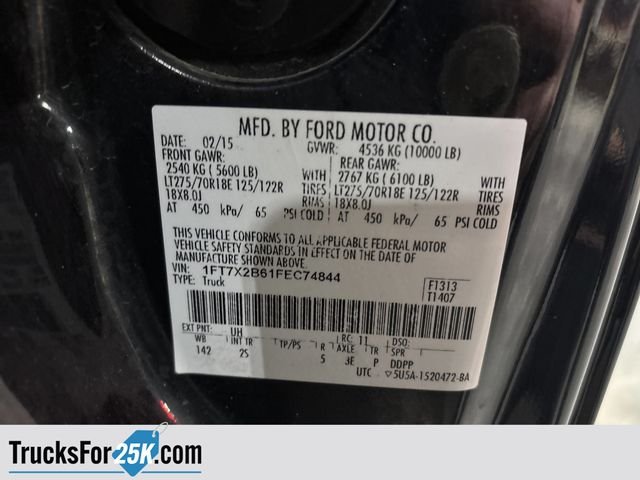 MFD. BY FORD MOTOR CO.
DATE: 02/15 GVWR: 4536 KG (10000 LB)
FRONT GAWR: REAR GAWR:
2540 KG (5600 LB) WITH 2767 KG (6100 LB) WITH
LT275/70R18E 125/122R TIRES LT275/70R18E 125/122R TIRES
18X8.0J RIMS 18X8.0J RIMS
AT 450 kPa/ 65 PSI COLD AT 450 kPa/ 65 PSI COLD
THIS VEHICLE CONFORMS TO ALL APPLICABLE FEDERAL MOTOR
VEHICLE SAFETY STANDARDS IN EFFECT ON THE DATE OF
MANUFACTURE SHOWN ABOVE.
VIN: 1FT7X2B61FEC74844 F1313
TYPE: Truck T1407
EXT PNT: UH RC: 11 DSO:
WB INT TR TP/PS R AXLE TR SPR
142 2S 5 3E P DDPP
UTC ▽5U5A-1520472-BA
TrucksFor25K.com